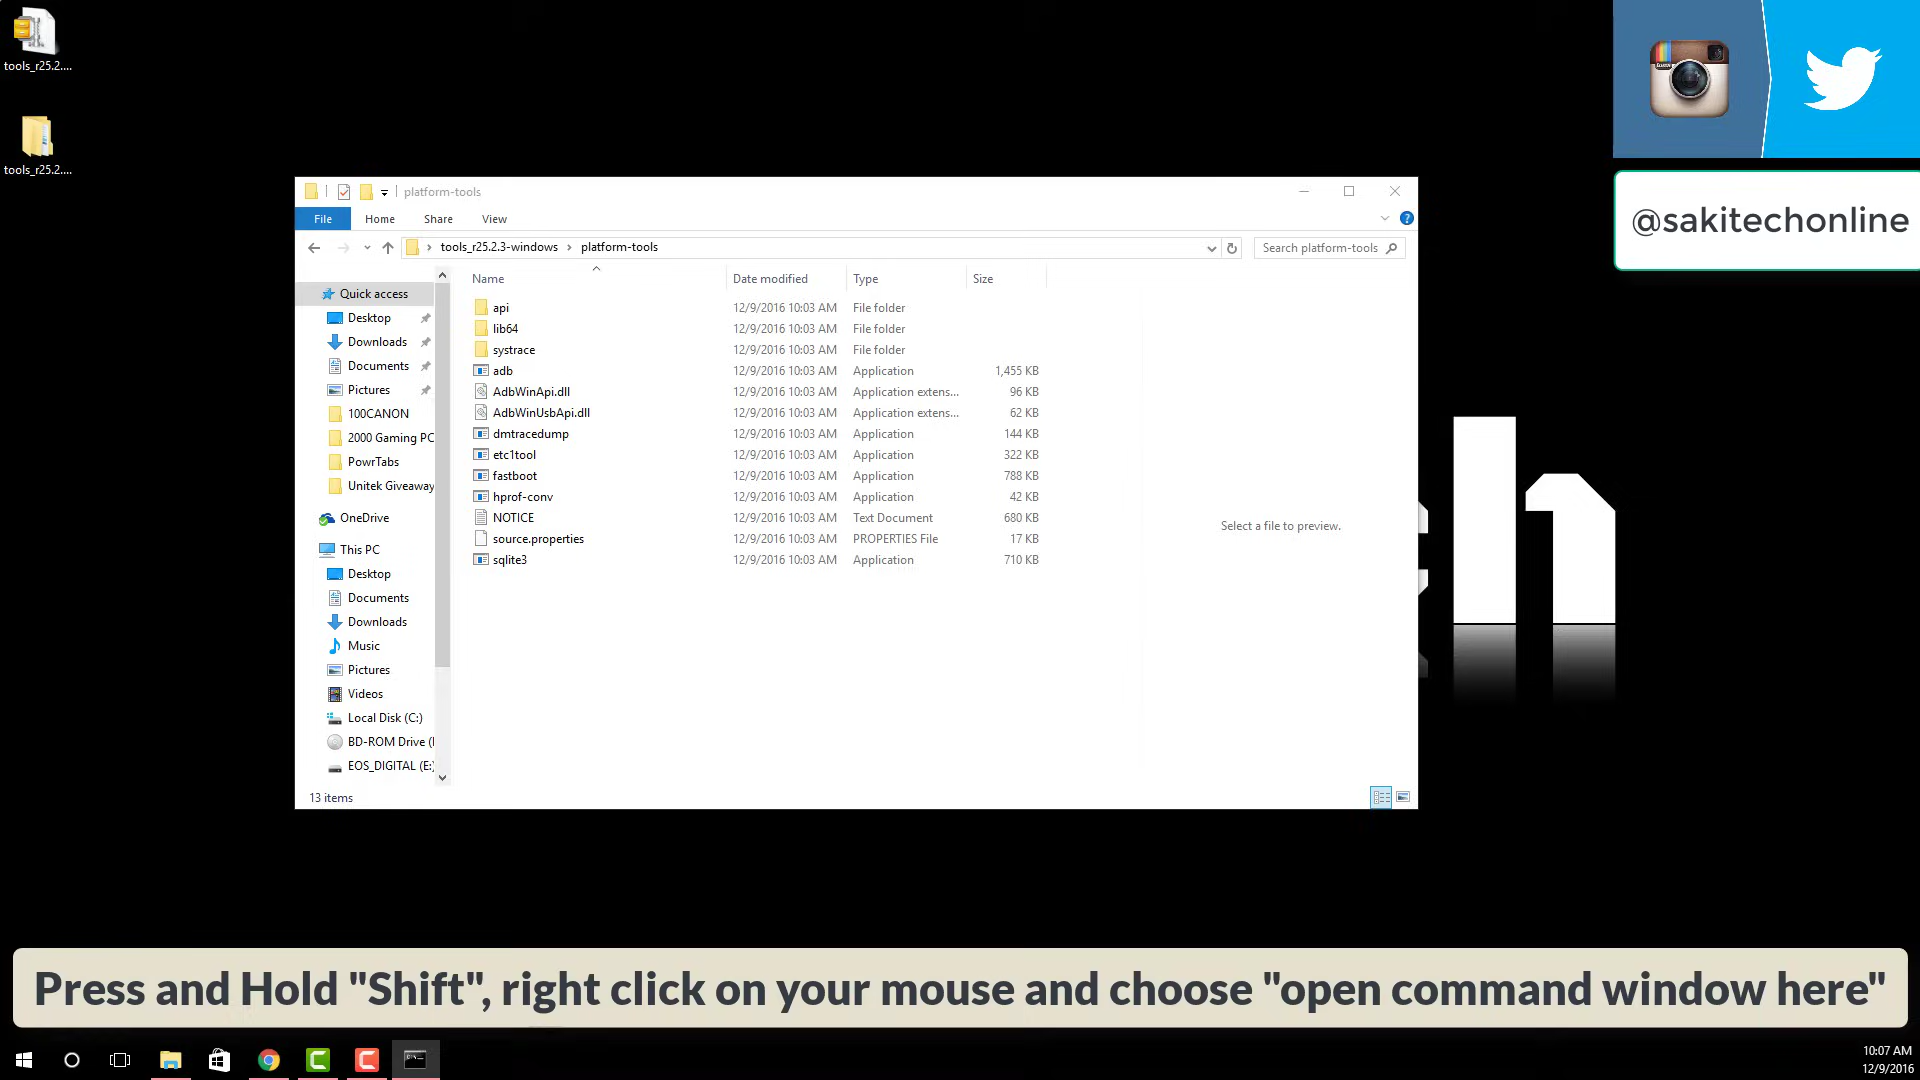 tools_r25.2....
tools_r25.2....
@sakitechonline
platform-tools
File Home Share View
tools_r25.2.3-windows platform-tools
Search platform-tools
Name Date modified Type Size
Quick access
Desktop
Downloads
Documents
Pictures
100CANON
2000 Gaming PC
PowrTabs
Unitek Giveaway
OneDrive
This PC
Desktop
Documents
Downloads
Music
Pictures
Videos
Local Disk (C:)
BD-ROM Drive (
EOS_DIGITAL (E:)
api 12/9/2016 10:03 AM File folder
lib64 12/9/2016 10:03 AM File folder
systrace 12/9/2016 10:03 AM File folder
adb 12/9/2016 10:03 AM Application 1,455 KB
AdbWinApi.dll 12/9/2016 10:03 AM Application extens... 96 KB
AdbWinUsbApi.dll 12/9/2016 10:03 AM Application extens... 62 KB
dmtracedump 12/9/2016 10:03 AM Application 144 KB
etc1tool 12/9/2016 10:03 AM Application 322 KB
fastboot 12/9/2016 10:03 AM Application 788 KB
hprof-conv 12/9/2016 10:03 AM Application 42 KB
NOTICE 12/9/2016 10:03 AM Text Document 680 KB
source.properties 12/9/2016 10:03 AM PROPERTIES File 17 KB
sqlite3 12/9/2016 10:03 AM Application 710 KB
Select a file to preview.
13 items
h
Press and Hold "Shift", right click on your mouse and choose "open command window here"
10:07 AM
12/9/2016